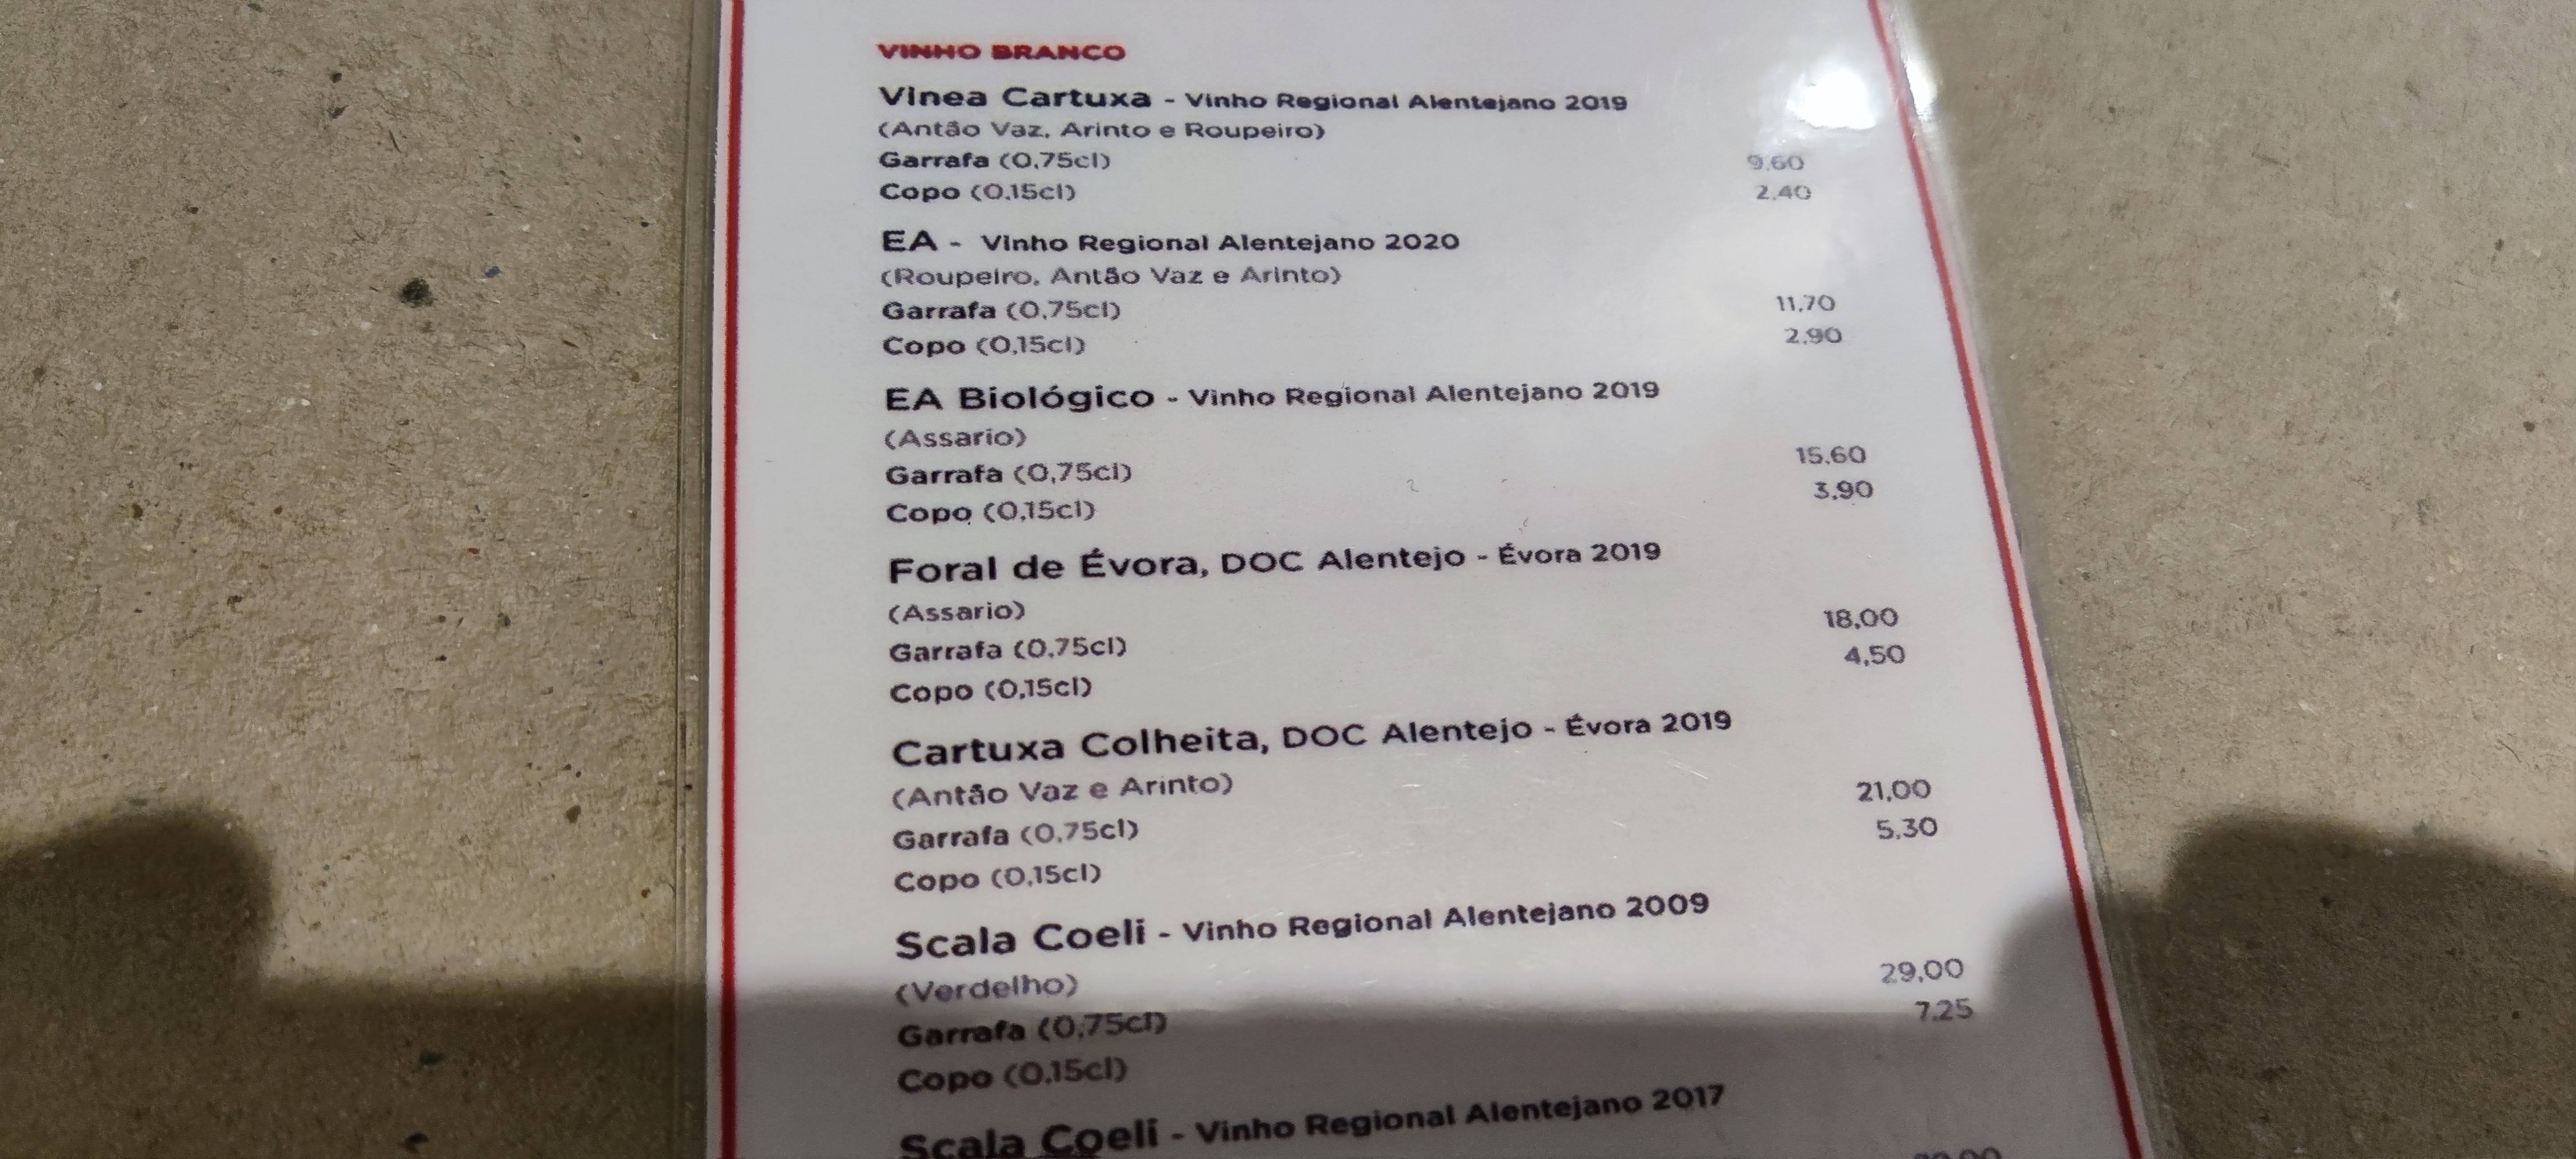 VINHO BRANCO
Vinea Cartuxa - Vinho Regional Alentejano 2019
(Antão Vaz, Arinto e Roupeiro)
Garrafa (0,75cl) 9,60
Copo (0,15cl) 2,40
EA - Vinho Regional Alentejano 2020
(Roupeiro, Antão Vaz e Arinto)
Garrafa (0,75cl) 11,70
Copo (0,15cl) 2,90
EA Biológico - Vinho Regional Alentejano 2019
(Assario)
Garrafa (0,75cl) 15,60
Copo (0,15cl) 3,90
Foral de Évora, DOC Alentejo - Évora 2019
(Assario)
Garrafa (0,75cl) 18,00
Copo (0,15cl) 4,50
Cartuxa Colheita, DOC Alentejo - Évora 2019
(Antão Vaz e Arinto)
Garrafa (0,75cl) 21,00
Copo (0,15cl) 5,30
Scala Coeli - Vinho Regional Alentejano 2009
(Verdelho)
Garrafa (0,75cl) 29,00
Copo (0,15cl) 7,25
Scala Coeli - Vinho Regional Alentejano 2017